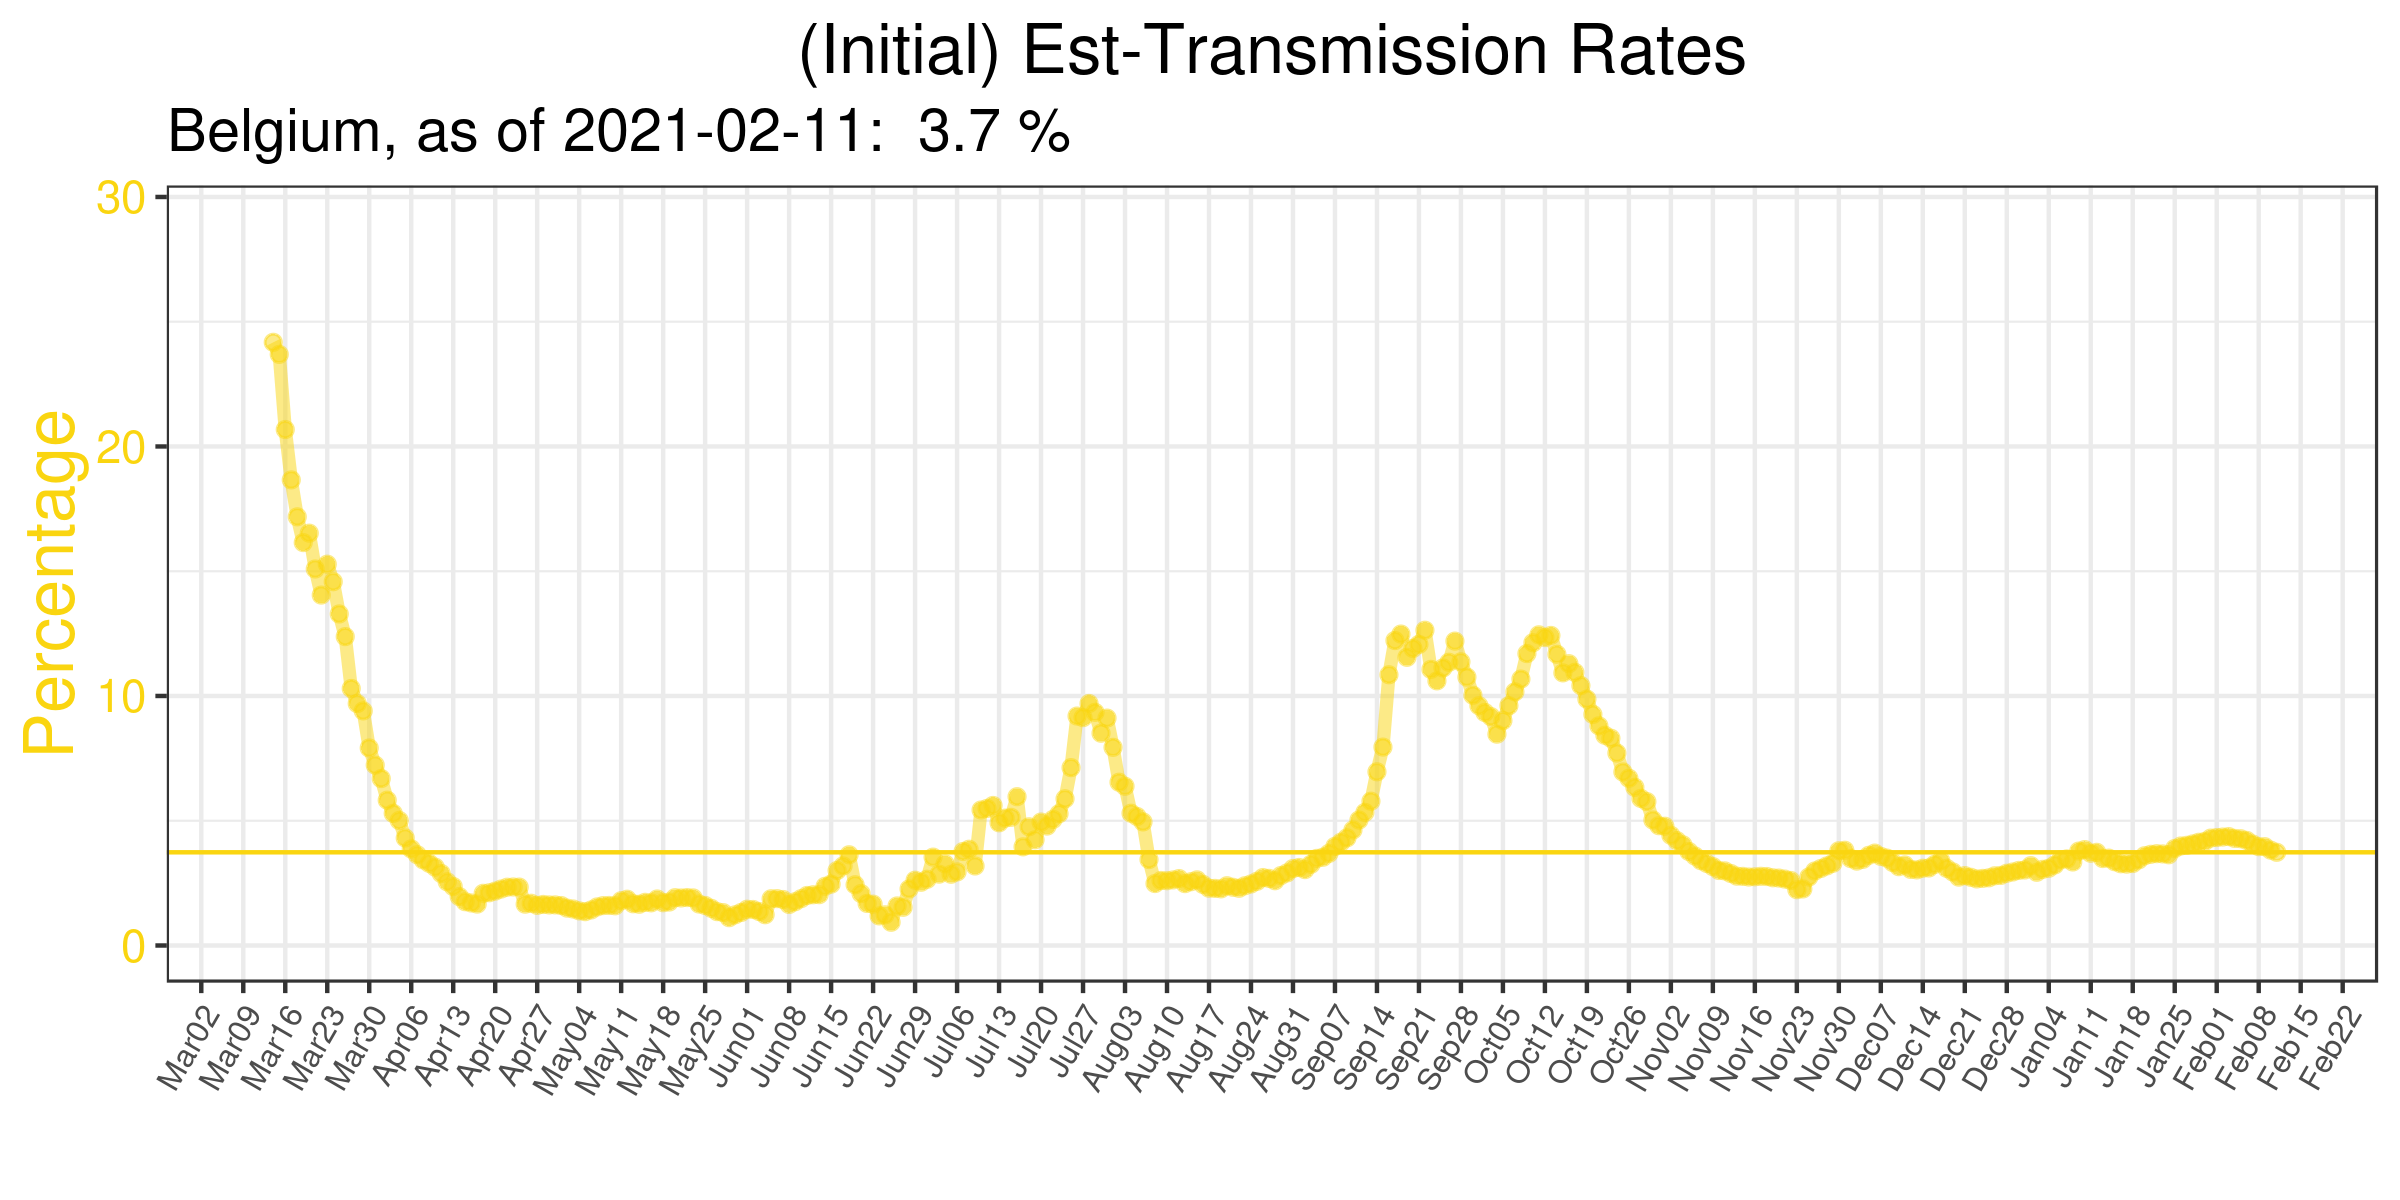 (Initial) Est-Transmission Rates
Belgium, as of 2021-02-11:  3.7 %
Percentage
30
20
10
0
Mar02
Mar09
Mar16
Mar23
Mar30
Apr06
Apr13
Apr20
Apr27
May04
May11
May18
May25
Jun01
Jun08
Jun15
Jun22
Jun29
Jul06
Jul13
Jul20
Jul27
Aug03
Aug10
Aug17
Aug24
Aug31
Sep07
Sep14
Sep21
Sep28
Oct05
Oct12
Oct19
Oct26
Nov02
Nov09
Nov16
Nov23
Nov30
Dec07
Dec14
Dec21
Dec28
Jan04
Jan11
Jan18
Jan25
Feb01
Feb08
Feb15
Feb22